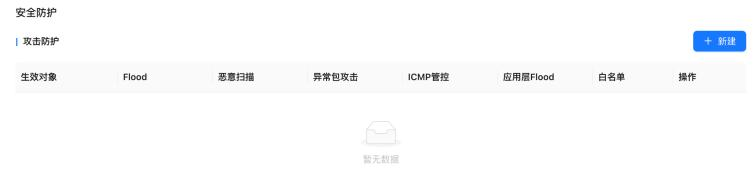 安全防护
攻击防护
+ 新建
生效对象 Flood 恶意扫描 异常包攻击 ICMP管控 应用层Flood 白名单 操作
暂无数据